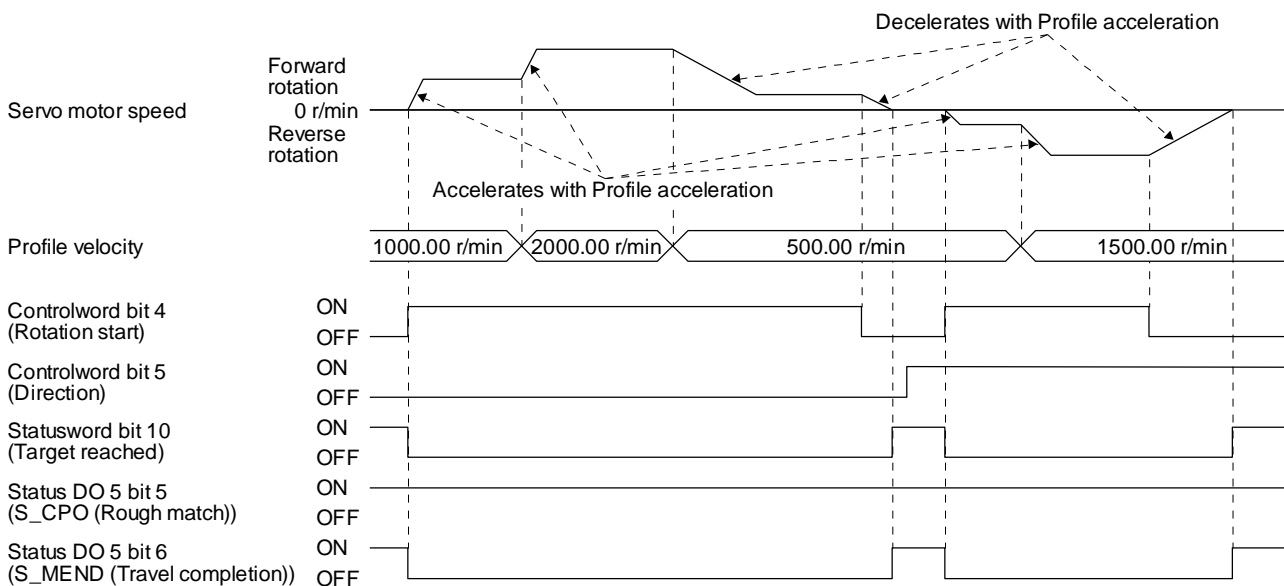 Decelerates with Profile acceleration
Forward
rotation
Servo motor speed
0 r/min
Reverse
rotation
Accelerates with Profile acceleration
Profile velocity
1000.00 r/min
2000.00 r/min
500.00 r/min
1500.00 r/min
Controlword bit 4
(Rotation start)
ON
OFF
Controlword bit 5
(Direction)
ON
OFF
Statusword bit 10
(Target reached)
ON
OFF
Status DO 5 bit 5
(S_CPO (Rough match))
ON
OFF
Status DO 5 bit 6
(S_MEND (Travel completion))
ON
OFF